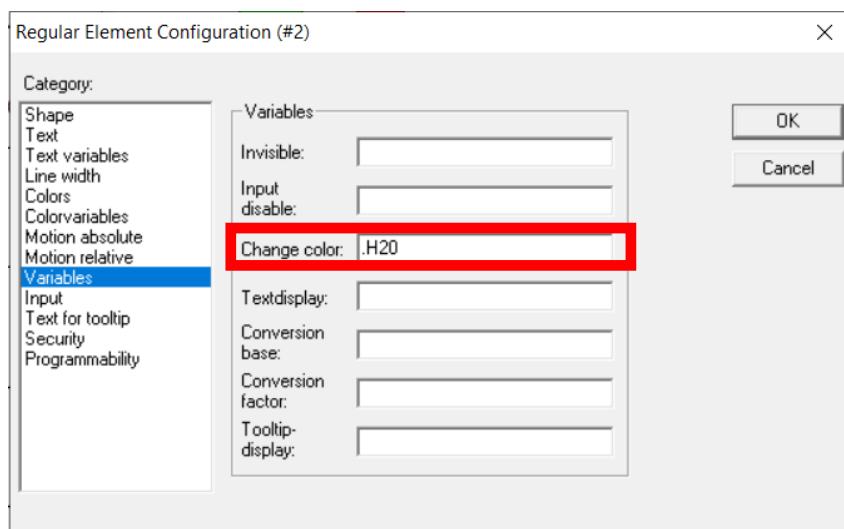 Regular Element Configuration (#2)
Category:
Shape
Text
Text variables
Line width
Colors
Colorvariables
Motion absolute
Motion relative
Variables
Input
Text for tooltip
Security
Programmability
Variables
Invisible:
Input
disable:
Change color: .H20
Textdisplay:
Conversion
base:
Conversion
factor:
Tooltip-
display:
OK
Cancel